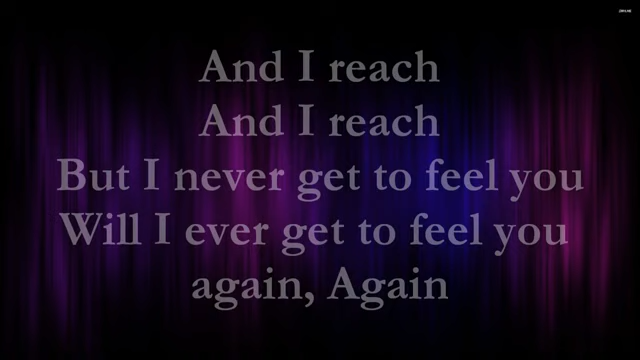 And I reach
And I reach
But I never get to feel you
Will I ever get to feel you
again, Again